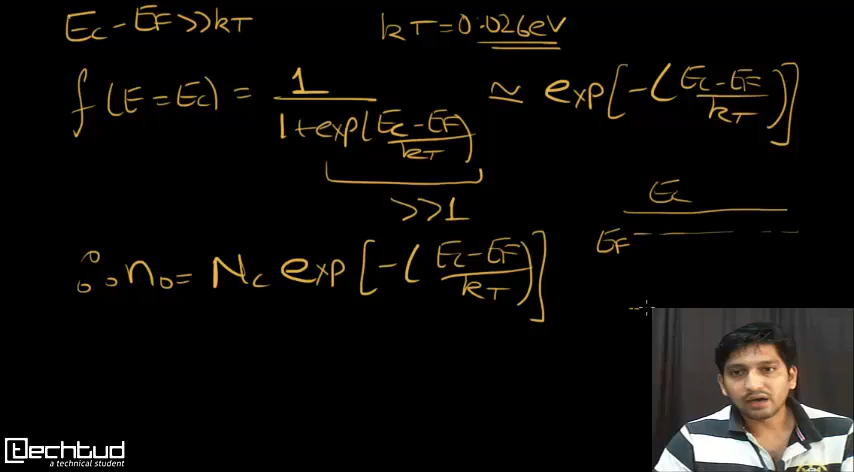 Ec - EF >> kT kT = 0.026eV
f(E = Ec) = 1 / 1 + exp(Ec - EF / kT) ≃ exp[-(Ec - EF / kT)]
>> 1
Ec
EF
∴ n0 = Nc exp[-(Ec - EF / kT)]
techtud
a technical student